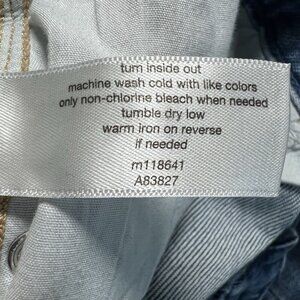 turn inside out
machine wash cold with like colors
only non-chlorine bleach when needed
tumble dry low
warm iron on reverse
if needed
m118641
A83827